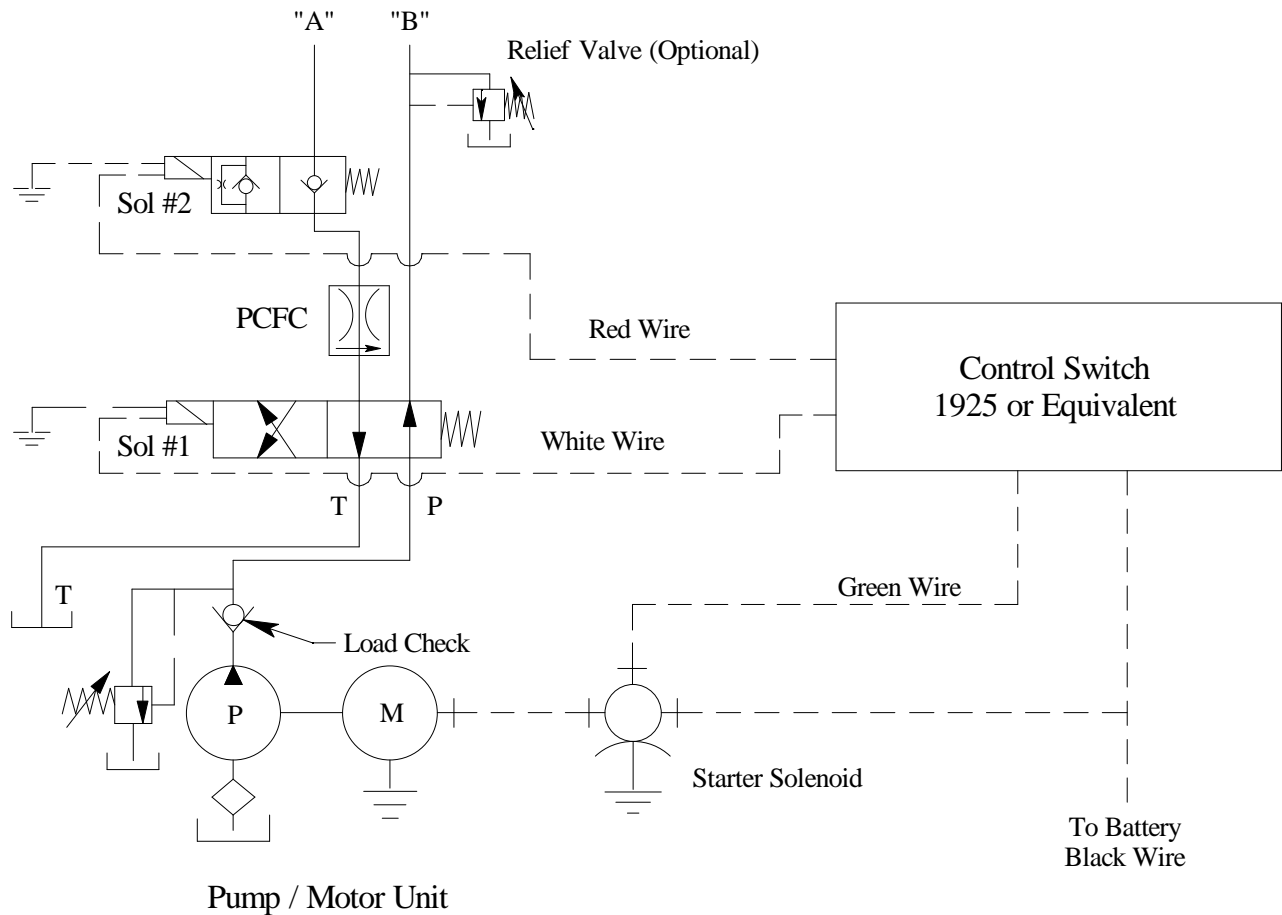 "A"
"B"
Relief Valve (Optional)
Sol #2
PCFC
Red Wire
Control Switch
1925 or Equivalent
Sol #1
White Wire
T
P
T
Green Wire
Load Check
P
M
Starter Solenoid
To Battery
Black Wire
Pump / Motor Unit